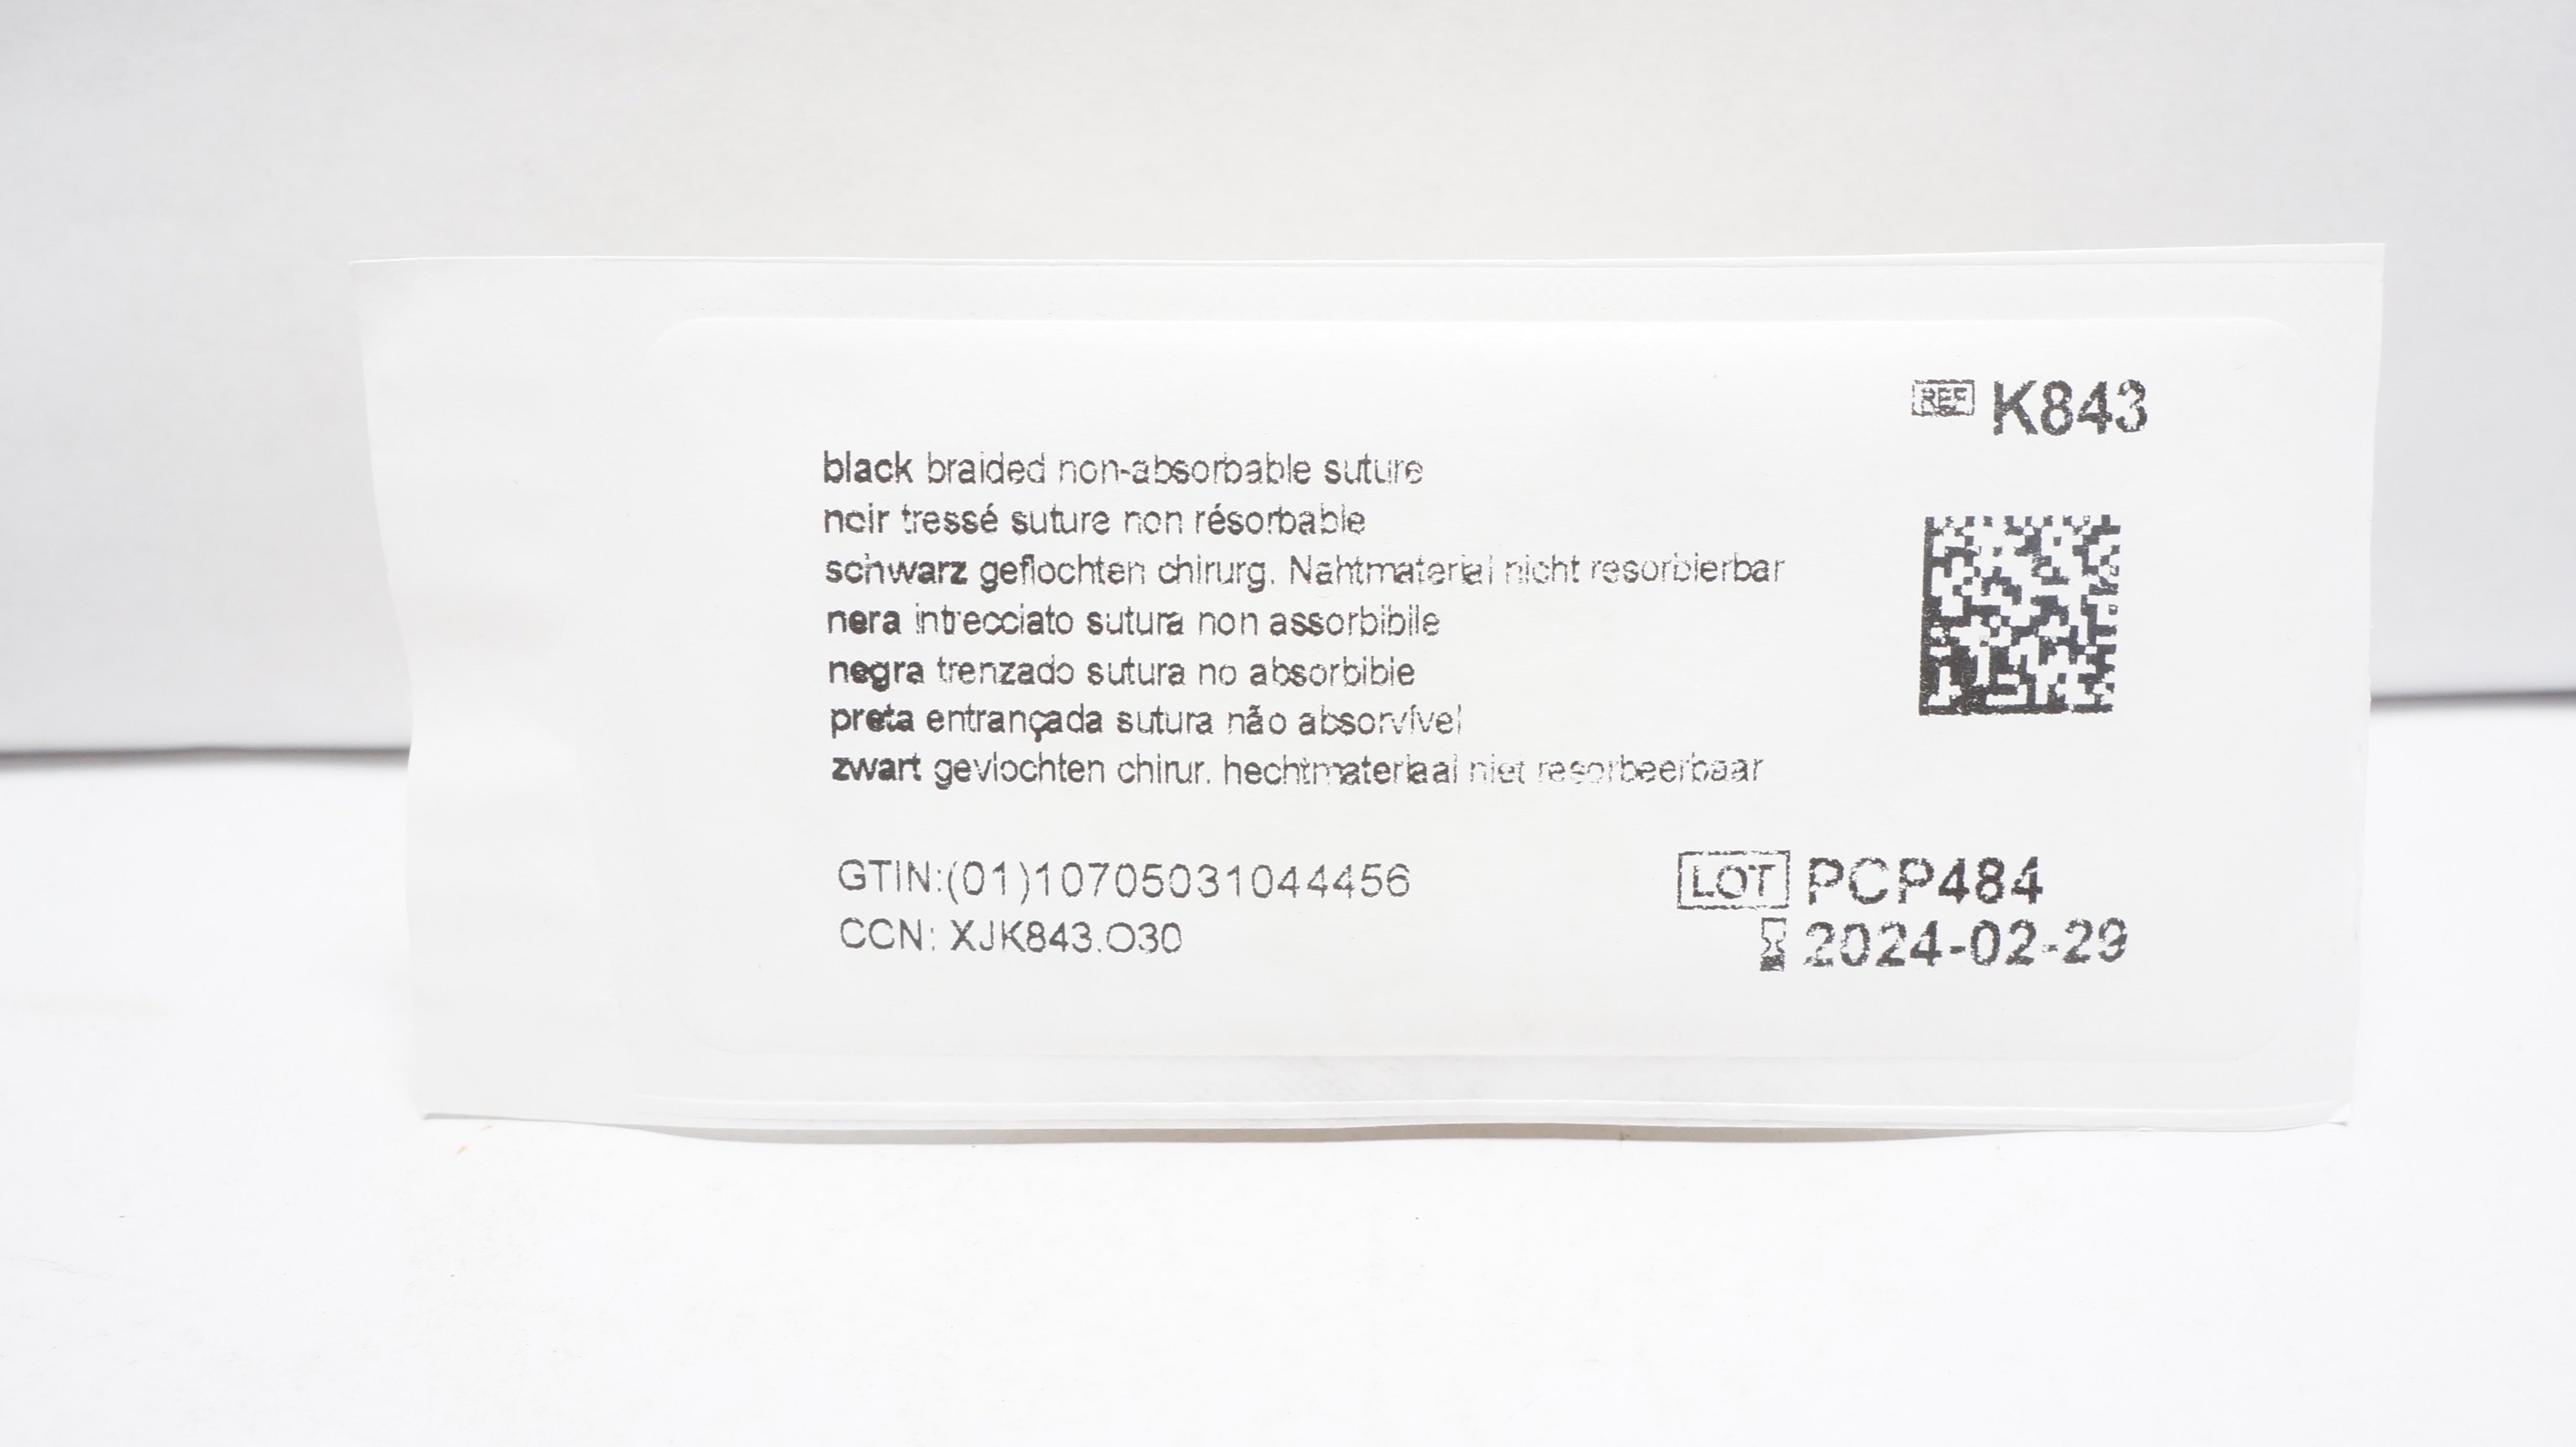 REF K843
black braided non-absorbable suture
noir tressé suture non résorbable
schwarz geflochten chirurg. Nahtmaterial nicht resorbierbar
nera intrecciato sutura non assorbibile
negra trenzado sutura no absorbible
preta entrançada sutura não absorvível
zwart gevlochten chirur. hechtmateriaal niet resorbeerbaar
GTIN:(01)10705031044456
LOT PCP484
CCN: XJK843.O30
2024-02-29